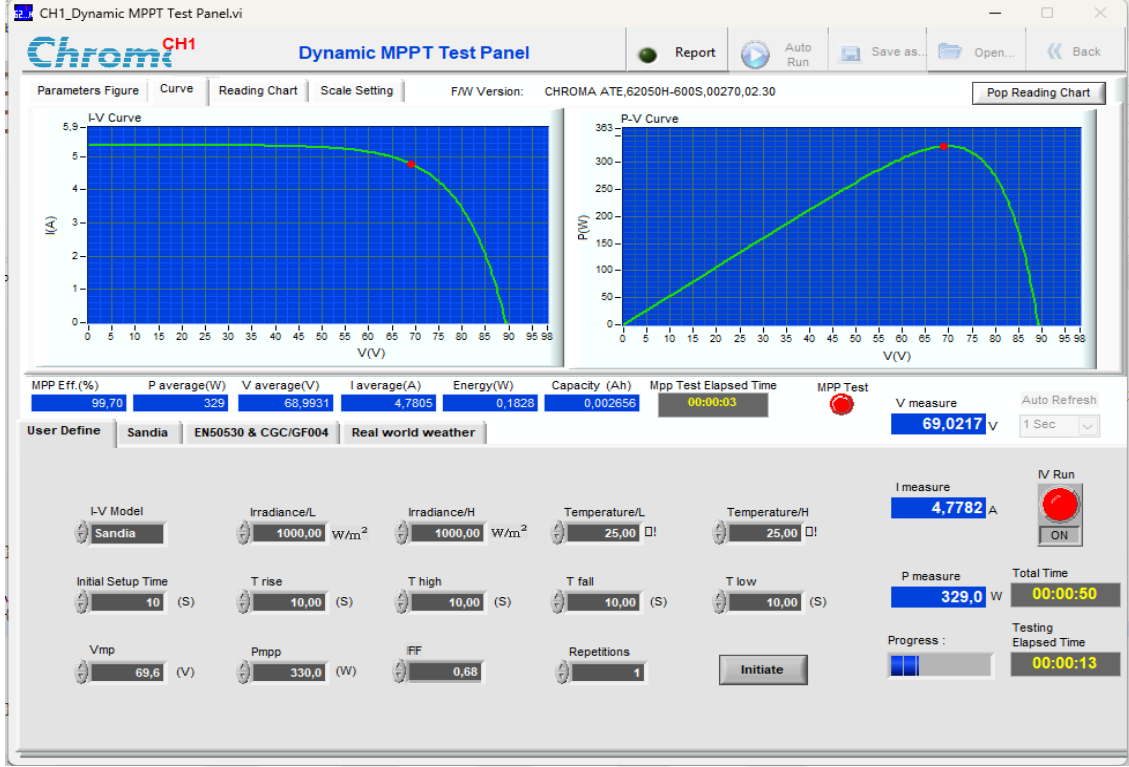 CH1_Dynamic MPPT Test Panel.vi
Chroma CH1
Dynamic MPPT Test Panel
Report
Auto Run
Save as..
Open...
Back
Parameters Figure Curve Reading Chart Scale Setting
F/W Version: CHROMA ATE,62050H-600S,00270,02.30
Pop Reading Chart
I-V Curve
5,9
5
4
3
2
1
0
I(A)
0 5 10 15 20 25 30 35 40 45 50 55 60 65 70 75 80 85 90 95 98
V(V)
P-V Curve
363
300
250
200
150
100
50
0
P(W)
0 5 10 15 20 25 30 35 40 45 50 55 60 65 70 75 80 85 90 95 98
V(V)
MPP Eff.(%) P average(W) V average(V) I average(A) Energy(W) Capacity (Ah) Mpp Test Elapsed Time MPP Test
99,70 329 68,9931 4,7805 0,1828 0,002656 00:00:03
V measure
69,0217 V
Auto Refresh
1 Sec
User Define Sandia EN50530 & CGC/GF004 Real world weather
I-V Model Irradiance/L Irradiance/H Temperature/L Temperature/H
Sandia 1000,00 W/m² 1000,00 W/m² 25,00 □! 25,00 □!
Initial Setup Time T rise T high T fall T low
10 (S) 10,00 (S) 10,00 (S) 10,00 (S) 10,00 (S)
Vmp Pmpp FF Repetitions
69,6 (V) 330,0 (W) 0,68 1
Initiate
I measure
4,7782 A
IV Run
ON
P measure
329,0 W
Total Time
00:00:50
Progress :
Testing
Elapsed Time
00:00:13